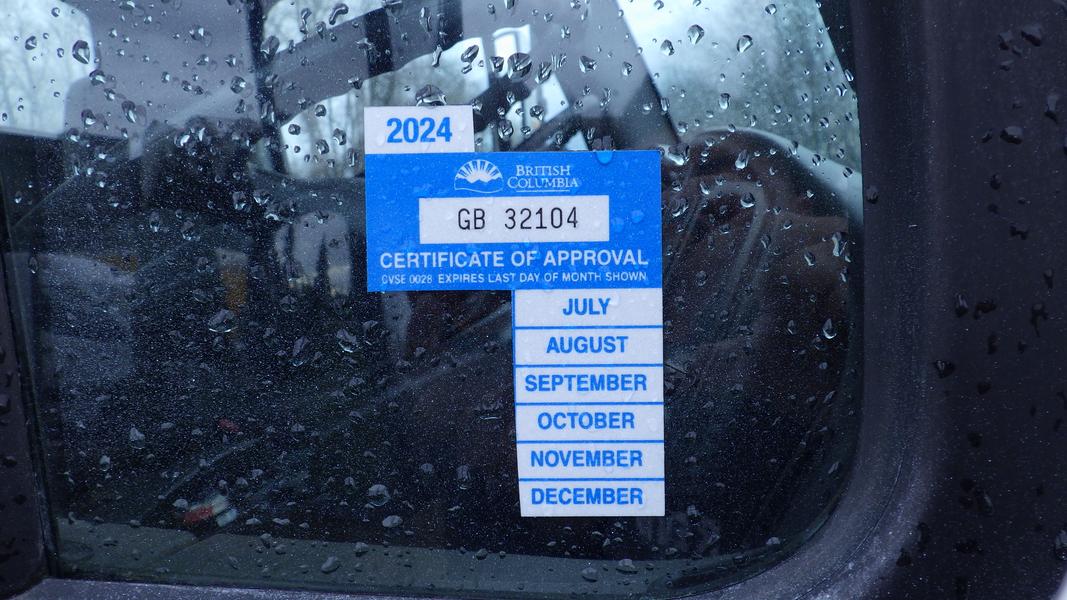 2024
BRITISH
COLUMBIA
GB 32104
CERTIFICATE OF APPROVAL
CVSE 0028 EXPIRES LAST DAY OF MONTH SHOWN
JULY
AUGUST
SEPTEMBER
OCTOBER
NOVEMBER
DECEMBER